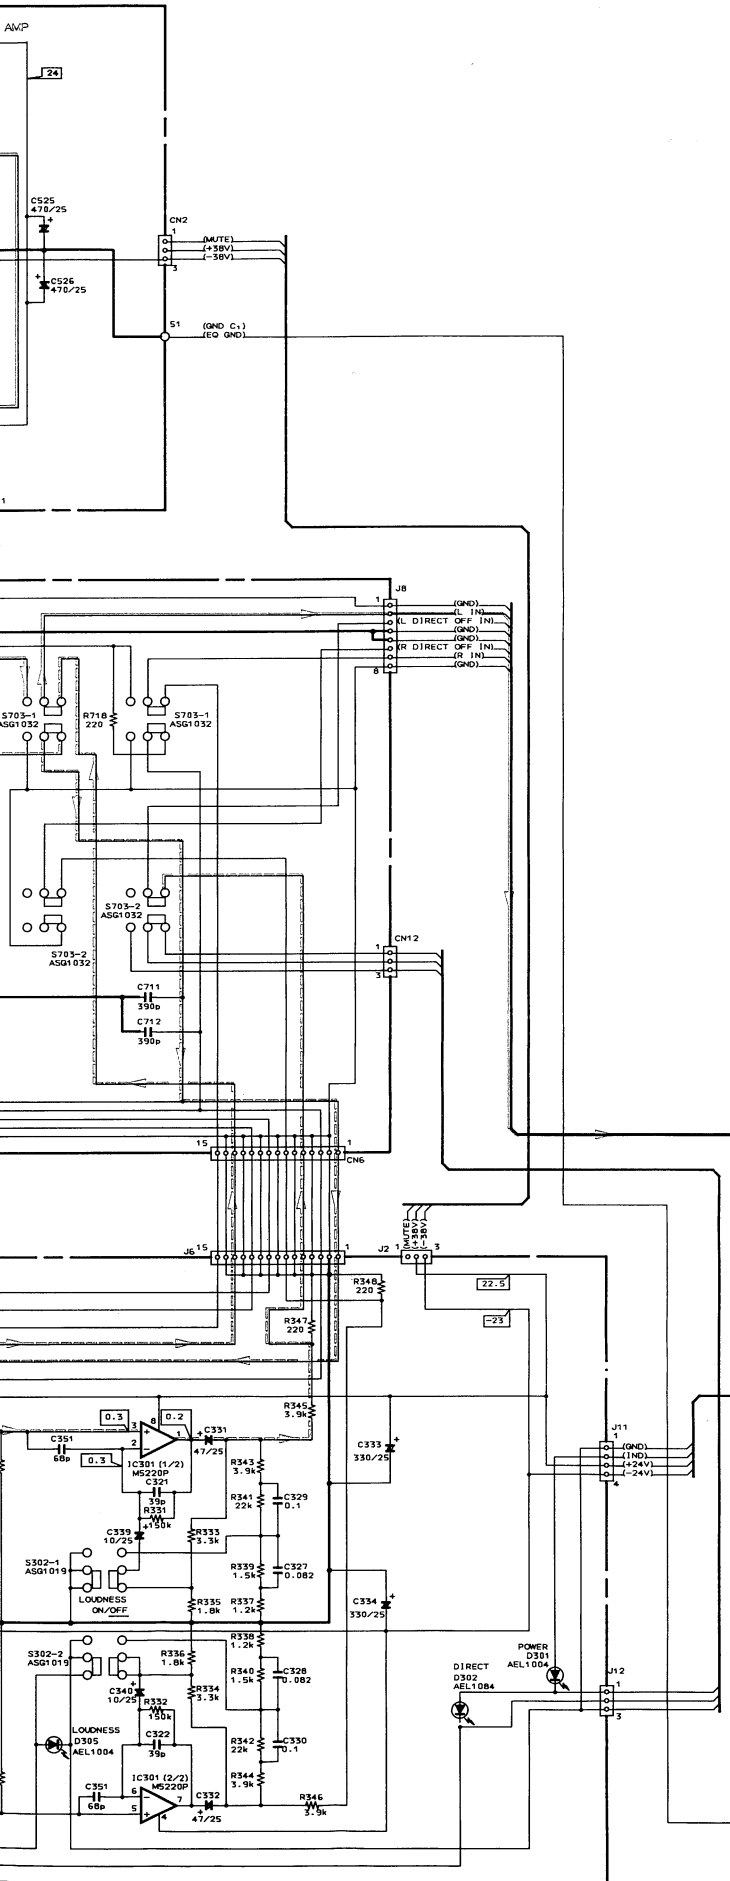 AMP
24
C525
470/25
CN2
1
(MUTE)
(+38V)
(-38V)
3
C526
470/25
S1
(GND C1)
(EQ GND)
1
J8
1
(GND)
(L IN)
(L DIRECT OFF IN)
(GND)
(GND)
(R DIRECT OFF IN)
(R IN)
(GND)
8
S703-1
ASG1032
R718
220
S703-1
ASG1032
S703-2
ASG1032
S703-2
ASG1032
CN12
1
3
C711
390p
C712
390p
15
1
CN6
(MUTE)
(+38V)
(-38V)
J6
15
1
J2
1
3
R348
220
22.5
R347
220
-23
R345
3.9k
0.3
0.2
8
3
+
1
C331
47/25
C351
68p
2
-
0.3
IC301 (1/2)
M5220P
C321
39p
R331
150k
C333
330/25
J11
1
(GND)
(IND)
(+24V)
(-24V)
4
R343
3.9k
R341
22k
C329
0.1
C339
10/25
R333
3.3k
S302-1
ASG1019
R339
1.5k
C327
0.082
LOUDNESS
ON/OFF
R335
1.8k
R337
1.2k
C334
330/25
R338
1.2k
S302-2
ASG1019
R336
1.8k
R340
1.5k
C328
0.082
POWER
D301
AEL1004
DIRECT
D302
AEL1084
J12
1
3
C340
10/25
R334
3.3k
R332
150k
LOUDNESS
D305
AEL1004
C322
39p
R342
22k
C330
0.1
IC301 (2/2)
M5220P
R344
3.9k
C351
68p
6
-
7
5
+
4
C332
47/25
R346
3.9k